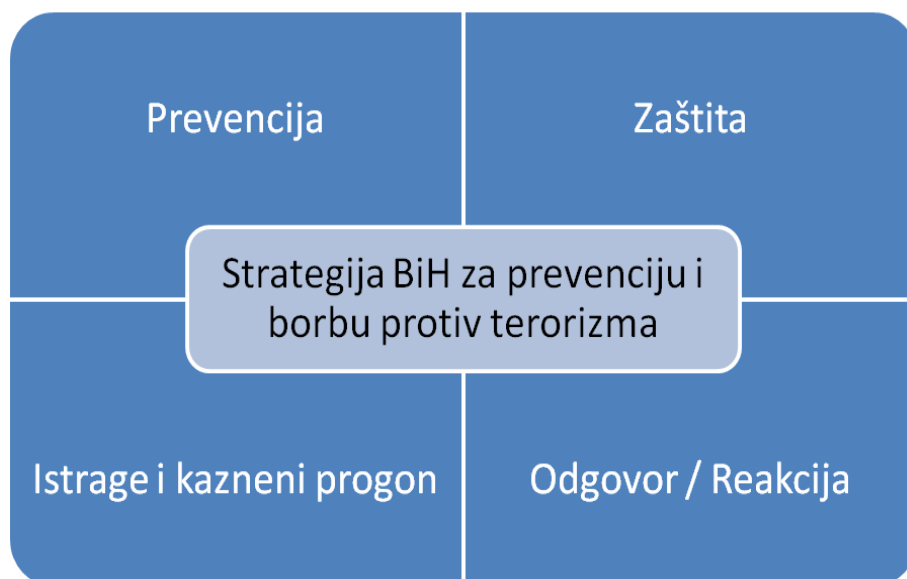 Prevencija
Zaštita
Strategija BiH za prevenciju i
borbu protiv terorizma
Istrage i kazneni progon
Odgovor / Reakcija